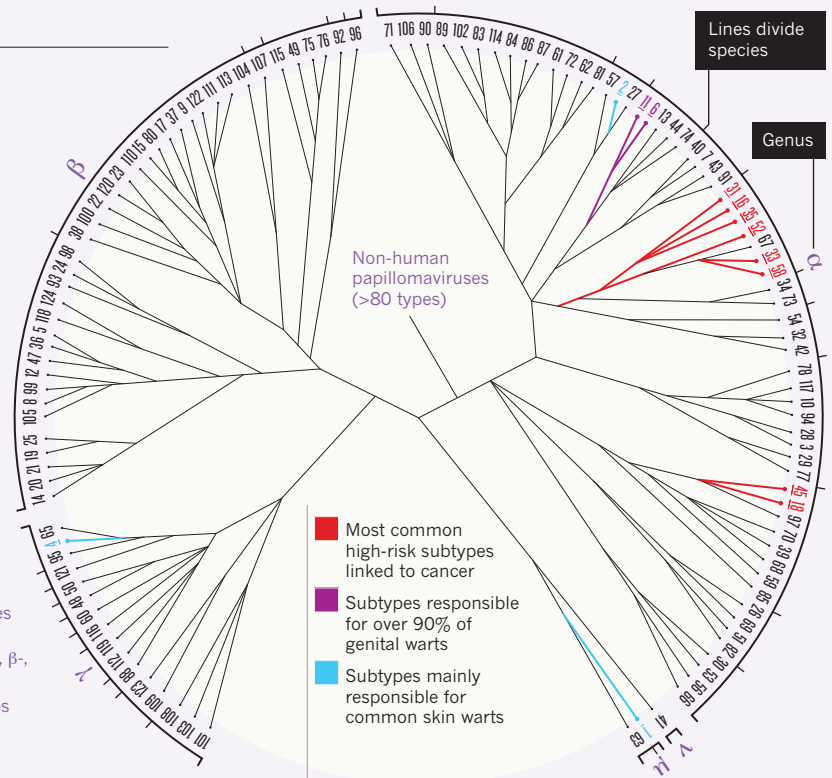 Lines divide
species
Genus
β
14 20 21 19 25 105 8 99 12 47 36 5 118 124 93 24 98 38 100 22 120 23 110 15 80 17 37 9 122 111 113 104 107 115 49 75 76 92 96
71 106 90 89 102 83 114 84 86 87 61 72 62 81 57 2 27 11 6 13 44 74 40 7 43 91 31 16 35 52 67 33 58 34 73 54 32 42 78 117 10 94 28 3 29 77 45 18 97 70 39 68 59 85 26 69 51 82 30 53 56 66
α
Non-human
papillomaviruses
(>80 types)
41
ν
1 63
μ
101 103 108 109 123 88 112 119 116 60 48 50 121 95 4 65
γ
Most common
high-risk subtypes
linked to cancer
Subtypes responsible
for over 90% of
genital warts
Subtypes mainly
responsible for
common skin warts
es
, β-,
es